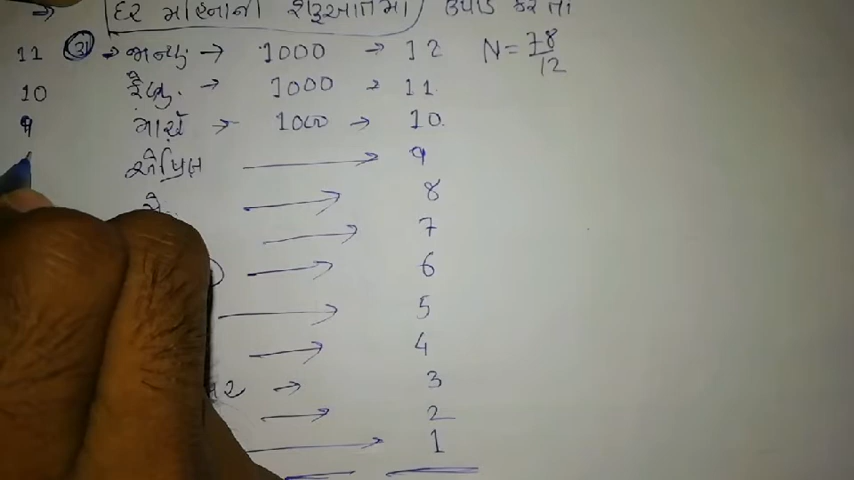 → દર મહિનાની શરૂઆતમાં ઉપાડ કરતા
11 (31) → જાન્યુ → 1000 → 12 N = 78/12
10 ફેબ્રુ. → 1000 → 11
9 માર્ચ → 1000 → 10
એપ્રિલ → 9
મે → 8
→ 7
→ 6
→ 5
→ 4
→ 3
→ 2
→ 1